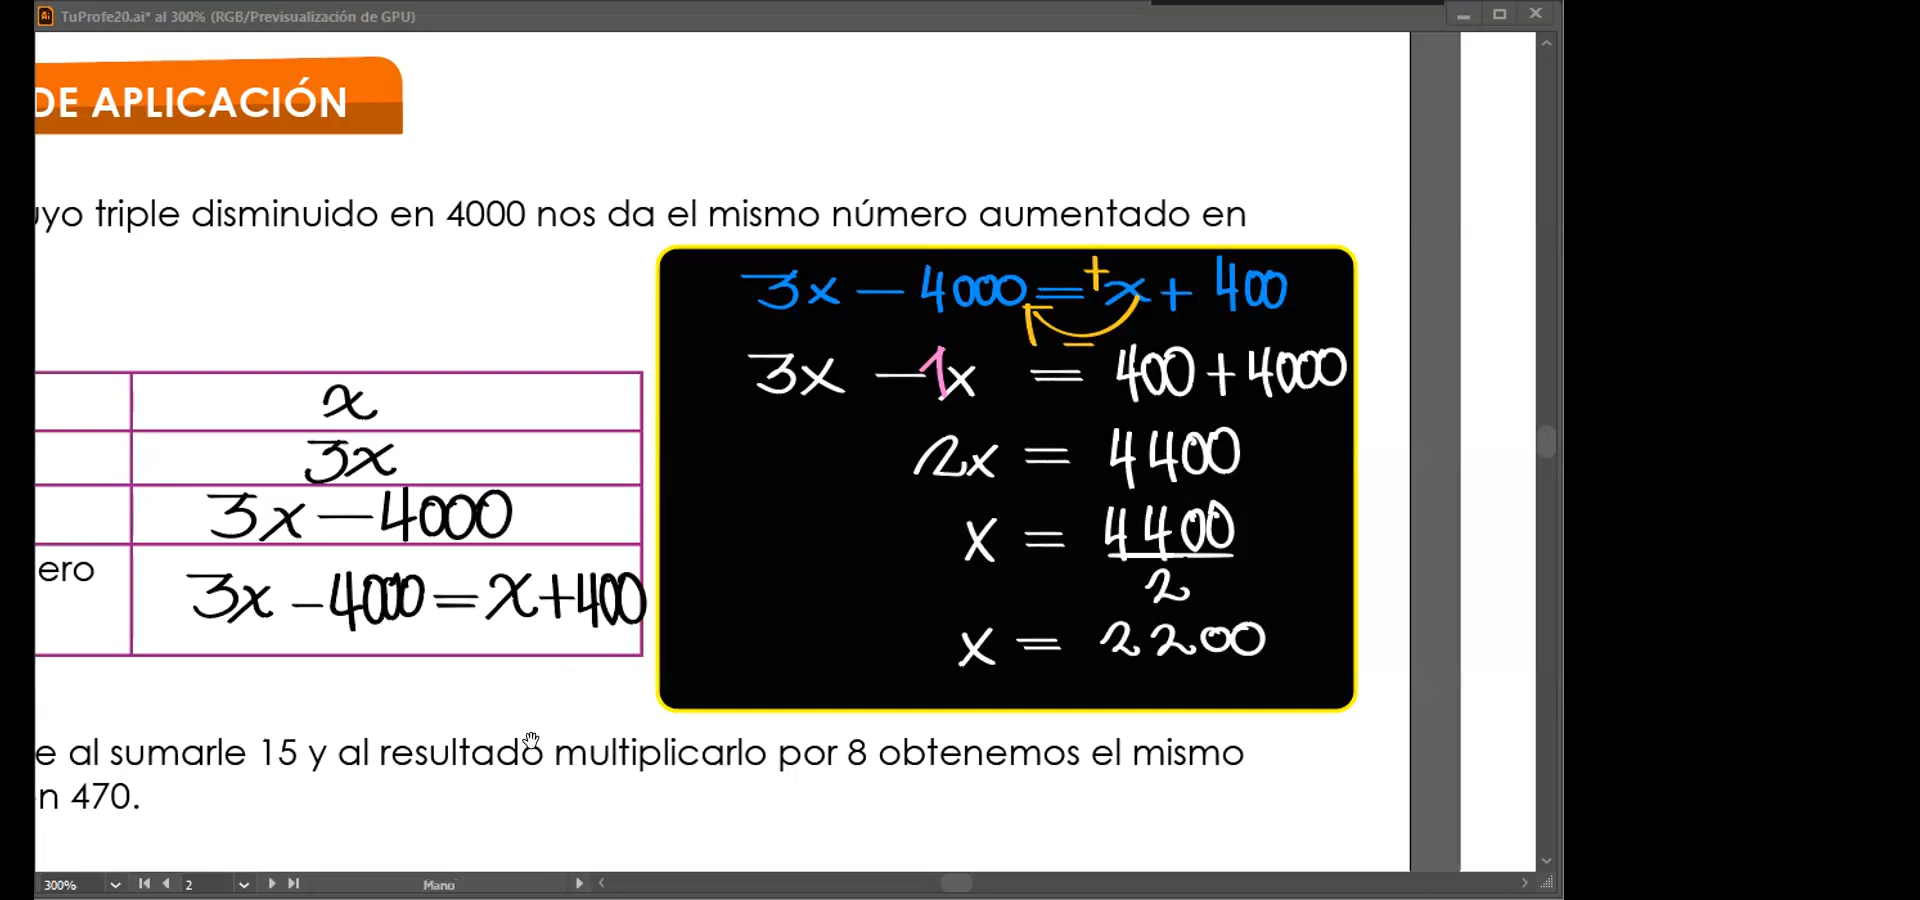 TuProfe20.ai* al 300% (RGB/Previsualización de GPU)
DE APLICACIÓN
uyo triple disminuido en 4000 nos da el mismo número aumentado en
x
3x
3x - 4000
ero
3x - 4000 = x + 400
3x - 4000 = + x + 400
-
3x - 1x = 400 + 4000
2x = 4400
x = 4400
2
x = 2200
e al sumarle 15 y al resultado multiplicarlo por 8 obtenemos el mismo
n 470.
300%
2
Mano